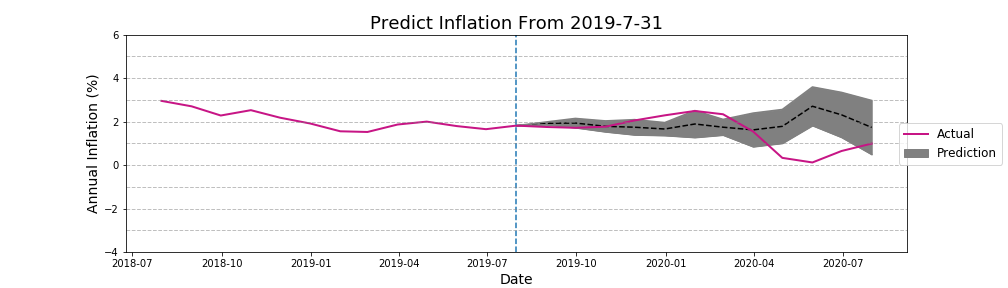 Predict Inflation From 2019-7-31
Annual Inflation (%)
6
4
2
0
−2
−4
2018-07 2018-10 2019-01 2019-04 2019-07 2019-10 2020-01 2020-04 2020-07
Date
Actual
Prediction